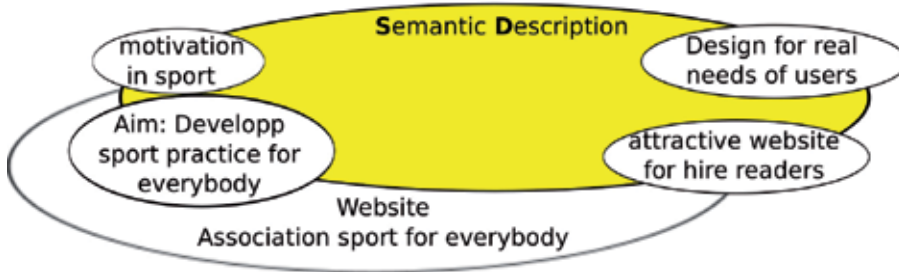 Semantic Description
motivation
in sport
Design for real
needs of users
Aim: Developp
sport practice for
everybody
attractive website
for hire readers
Website
Association sport for everybody